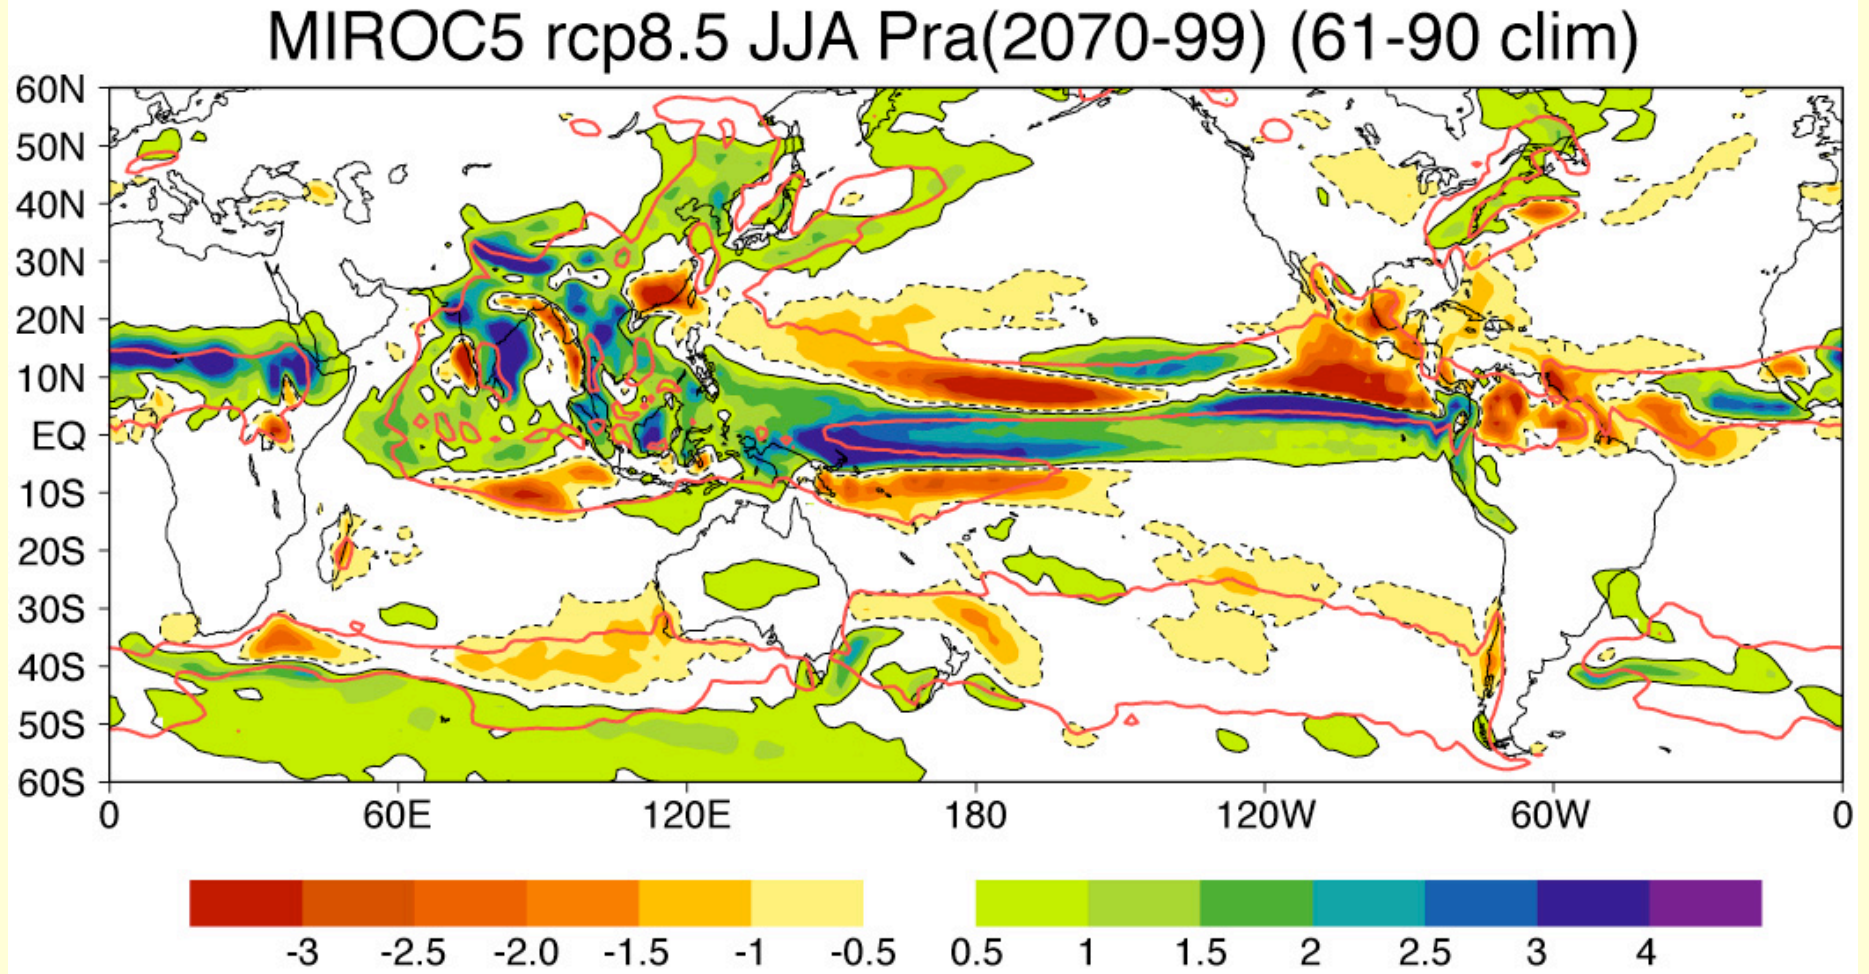 MIROC5 rcp8.5 JJA Pra(2070-99) (61-90 clim)
60N
50N
40N
30N
20N
10N
EQ
10S
20S
30S
40S
50S
60S
0 60E 120E 180 120W 60W 0
-3 -2.5 -2.0 -1.5 -1 -0.5 0.5 1 1.5 2 2.5 3 4